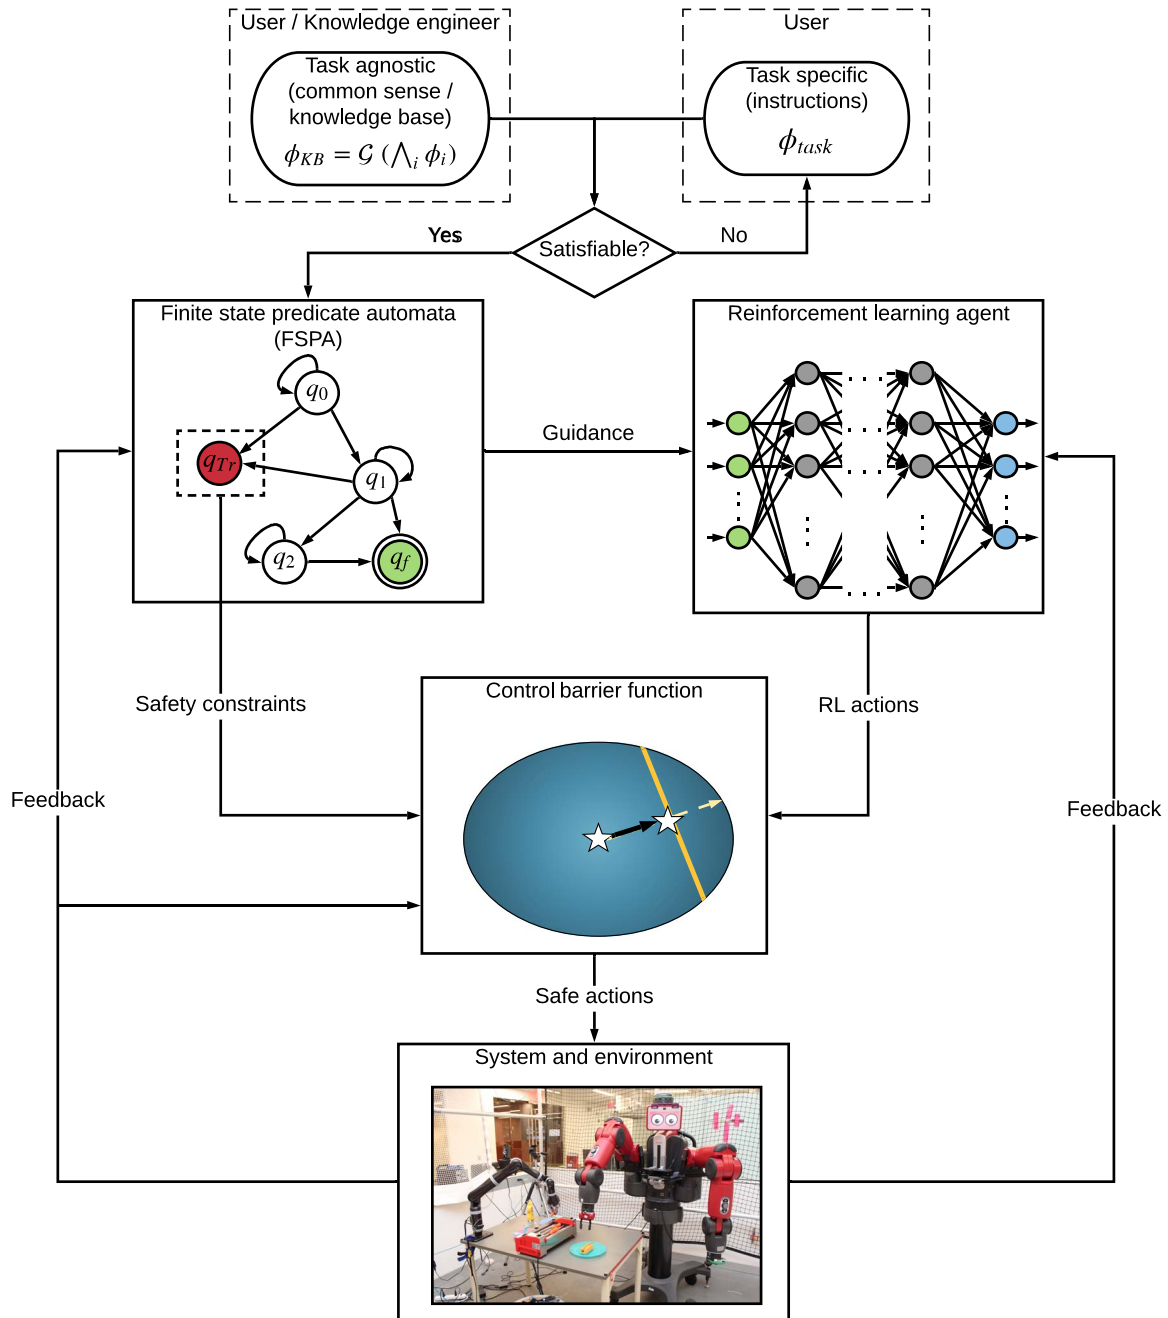 User / Knowledge engineer
User
Task agnostic
(common sense /
knowledge base)
ϕ_KB = 𝒢 (⋀_i ϕ_i)
Task specific
(instructions)
ϕ_task
Satisfiable?
Yes
No
Finite state predicate automata
(FSPA)
q_0
q_Tr
q_1
q_2
q_f
Guidance
Reinforcement learning agent
Safety constraints
Control barrier function
RL actions
Feedback
Feedback
Safe actions
System and environment